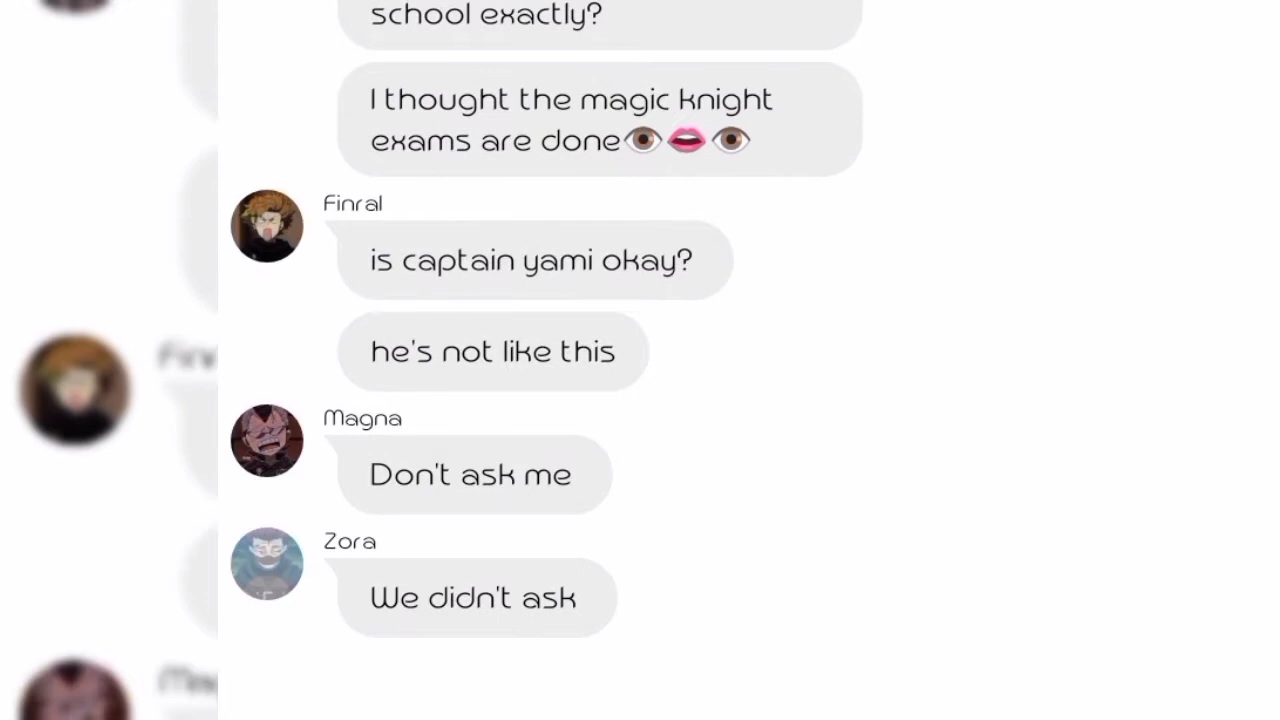 school exactly?
I thought the magic knight
exams are done👁️👄👁️
Finral
is captain yami okay?
he's not like this
Magna
Don't ask me
Zora
We didn't ask